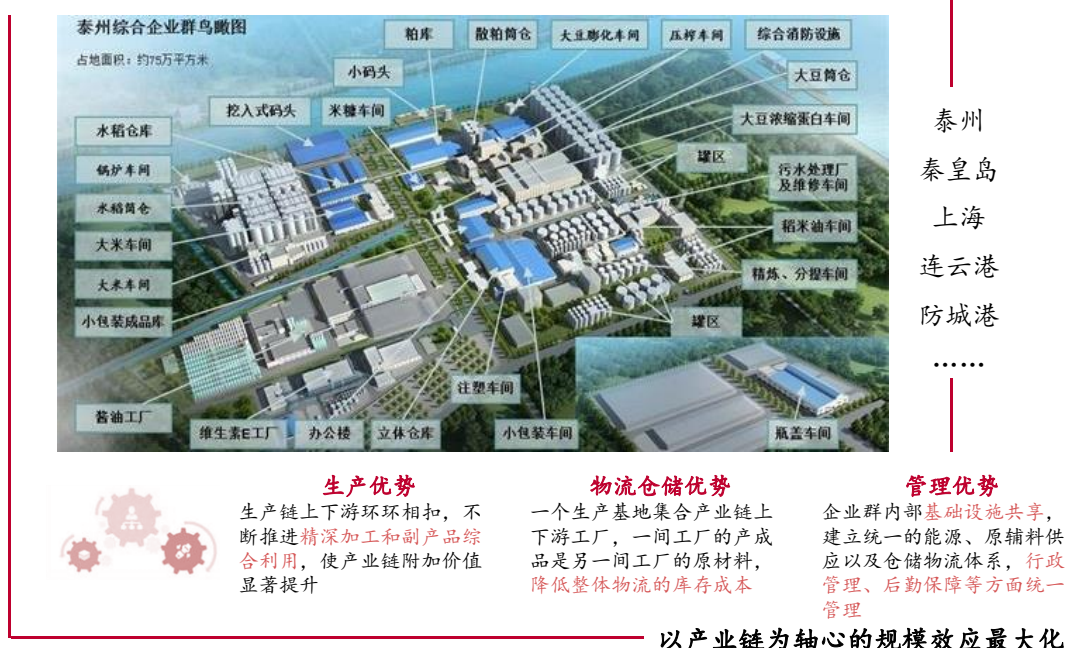 泰州综合企业群鸟瞰图
占地面积：约75万平方米
粕库
散粕筒仓
大豆膨化车间
压榨车间
综合消防设施
小码头
大豆筒仓
挖入式码头
米糠车间
大豆浓缩蛋白车间
水稻仓库
罐区
锅炉车间
污水处理厂
及维修车间
水稻筒仓
稻米油车间
大米车间
大米车间
精炼、分提车间
小包装成品库
罐区
注塑车间
酱油工厂
维生素E工厂
办公楼
立体仓库
小包装车间
瓶盖车间
泰州
秦皇岛
上海
连云港
防城港
……
生产优势
生产链上下游环环相扣，不
断推进精深加工和副产品综
合利用，使产业链附加价值
显著提升
物流仓储优势
一个生产基地集合产业链上
下游工厂，一间工厂的产成
品是另一间工厂的原材料，
降低整体物流的库存成本
管理优势
企业群内部基础设施共享，
建立统一的能源、原辅料供
应以及仓储物流体系，行政
管理、后勤保障等方面统一
管理
以产业链为轴心的规模效应最大化